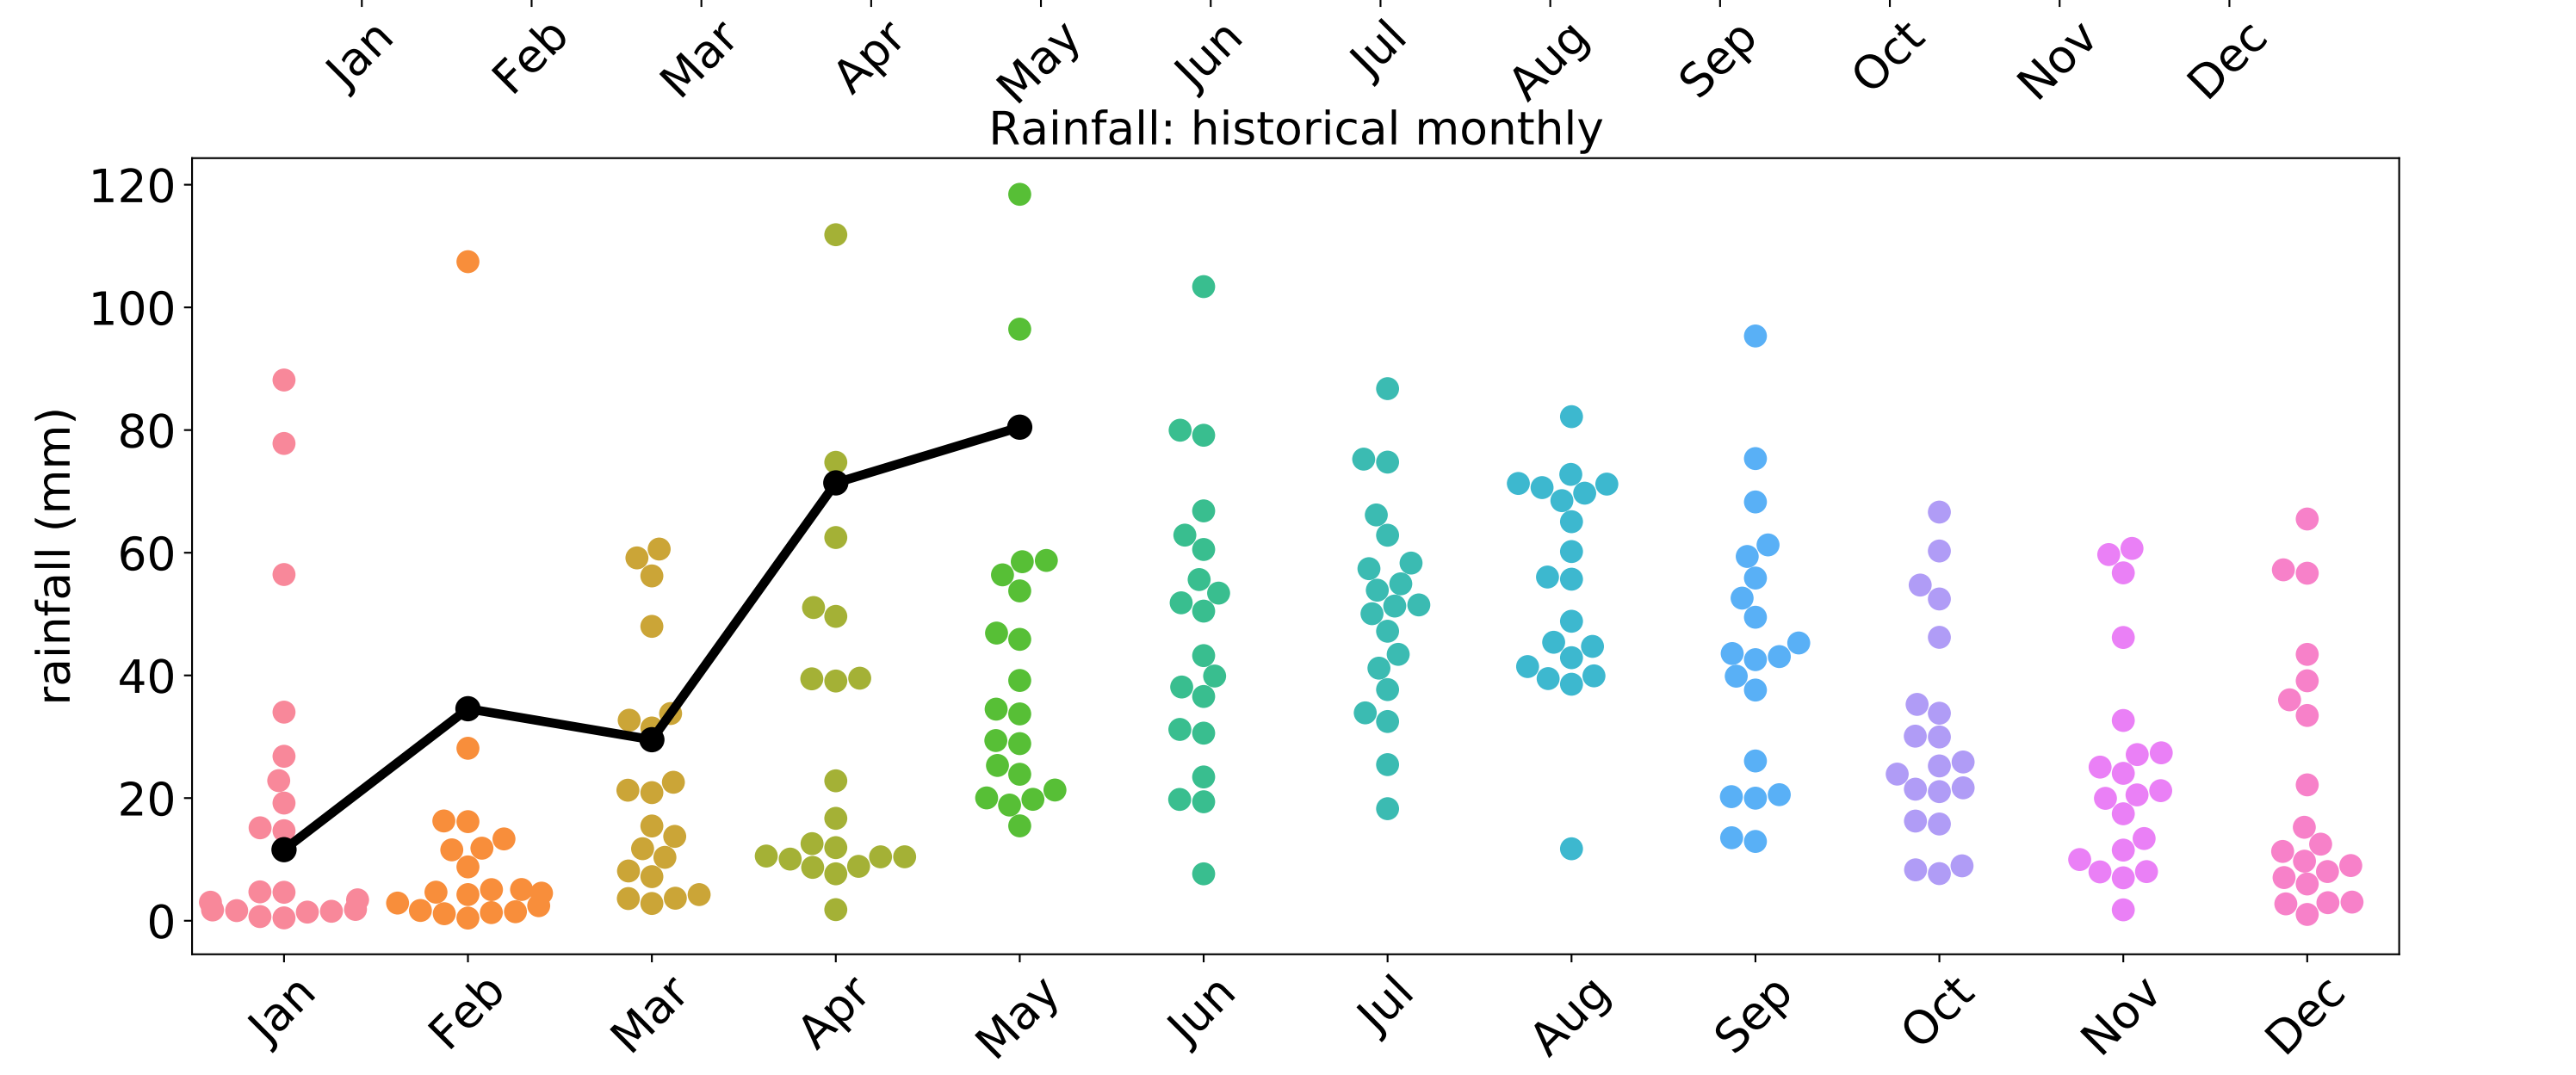 Jan Feb Mar Apr May Jun Jul Aug Sep Oct Nov Dec
Rainfall: historical monthly
rainfall (mm)
120
100
80
60
40
20
0
Jan Feb Mar Apr May Jun Jul Aug Sep Oct Nov Dec